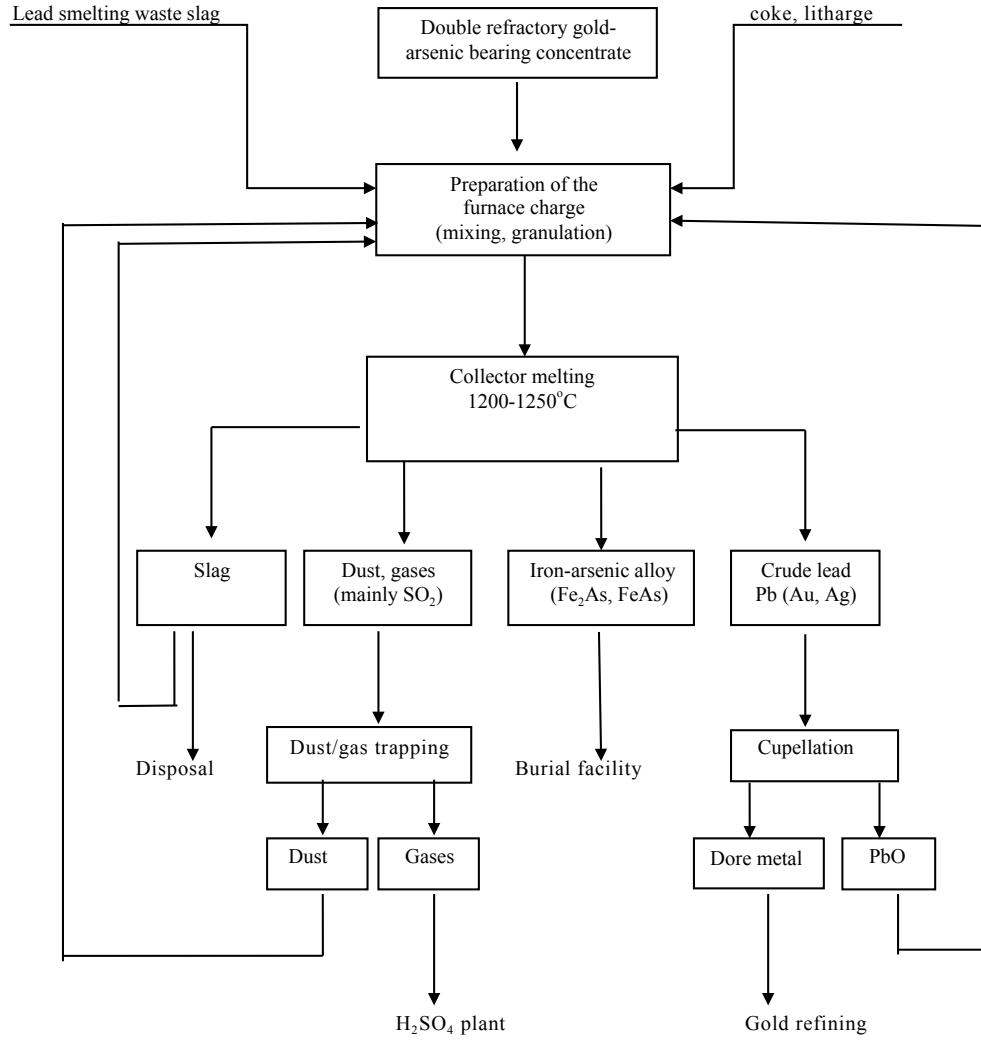 Lead smelting waste slag
coke, litharge
Double refractory gold-
arsenic bearing concentrate
Preparation of the
furnace charge
(mixing, granulation)
Collector melting
1200-1250°C
Slag
Dust, gases
(mainly SO₂)
Iron-arsenic alloy
(Fe₂As, FeAs)
Crude lead
Pb (Au, Ag)
Disposal
Dust/gas trapping
Burial facility
Cupellation
Dust
Gases
Dore metal
PbO
H₂SO₄ plant
Gold refining